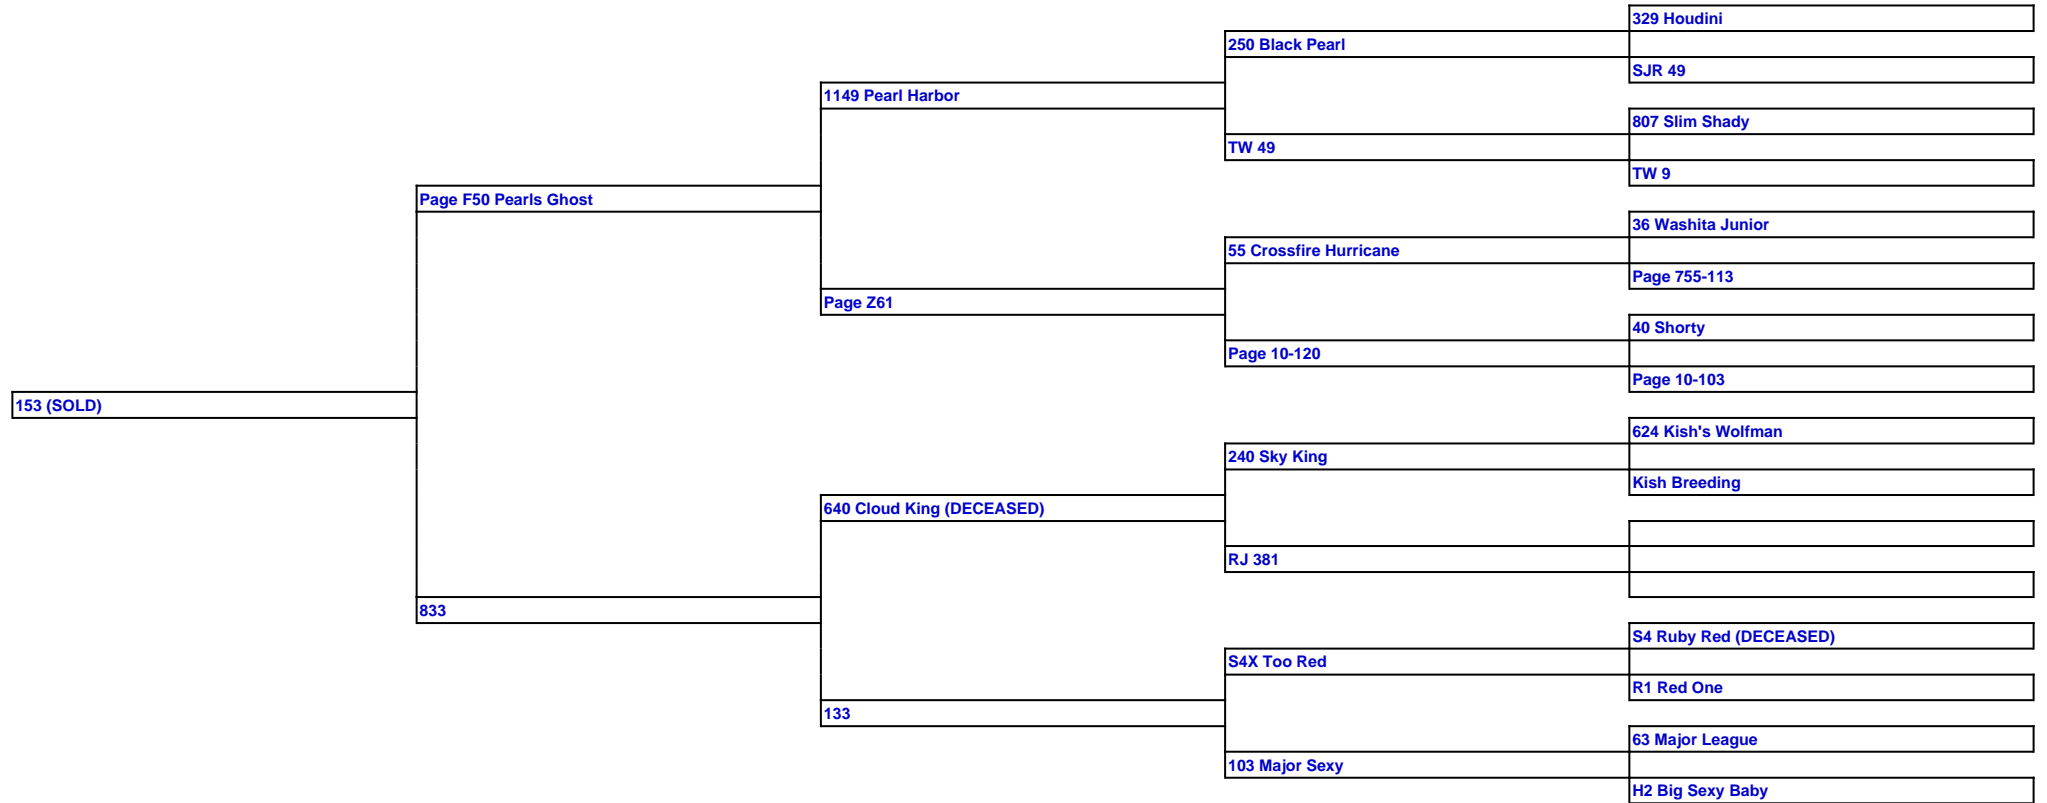 329 Houdini
250 Black Pearl
SJR 49
1149 Pearl Harbor
807 Slim Shady
TW 49
TW 9
Page F50 Pearls Ghost
36 Washita Junior
55 Crossfire Hurricane
Page 755-113
Page Z61
40 Shorty
Page 10-120
Page 10-103
153 (SOLD)
624 Kish's Wolfman
240 Sky King
Kish Breeding
640 Cloud King (DECEASED)
RJ 381
833
S4 Ruby Red (DECEASED)
S4X Too Red
R1 Red One
133
63 Major League
103 Major Sexy
H2 Big Sexy Baby